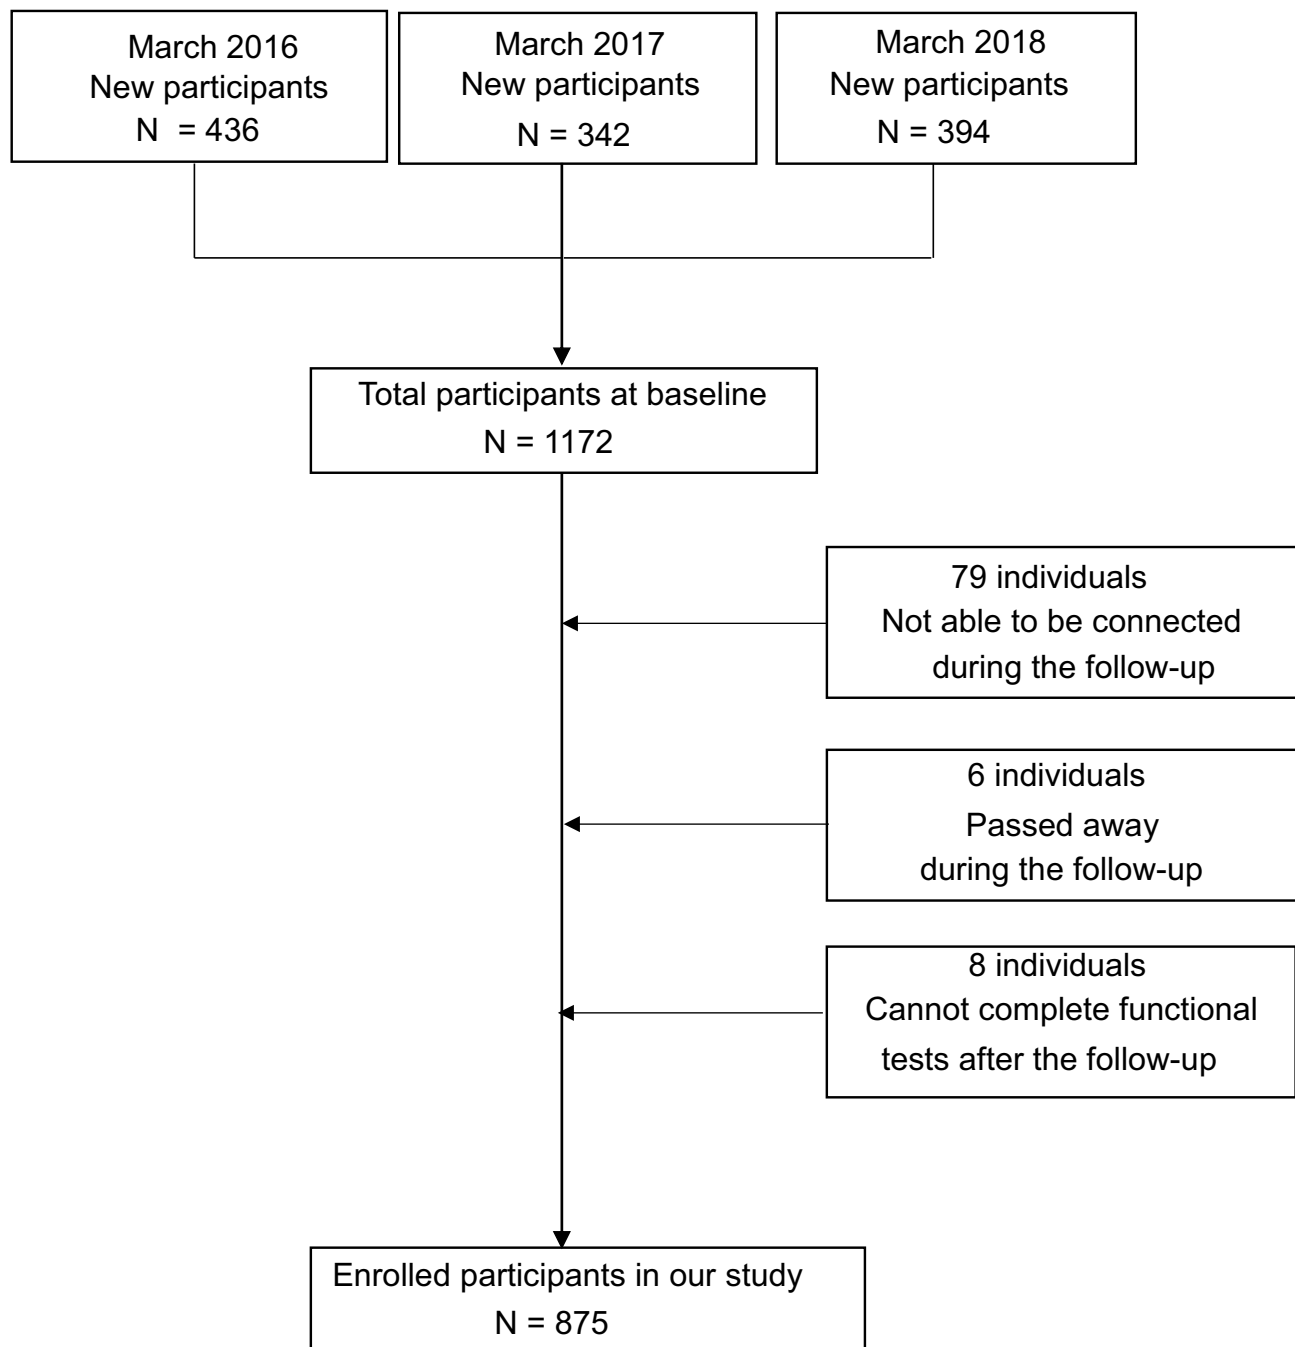 March 2016
New participants
N = 436
March 2017
New participants
N = 342
March 2018
New participants
N = 394
Total participants at baseline
N = 1172
79 individuals
Not able to be connected
during the follow-up
6 individuals
Passed away
during the follow-up
8 individuals
Cannot complete functional
tests after the follow-up
Enrolled participants in our study
N = 875